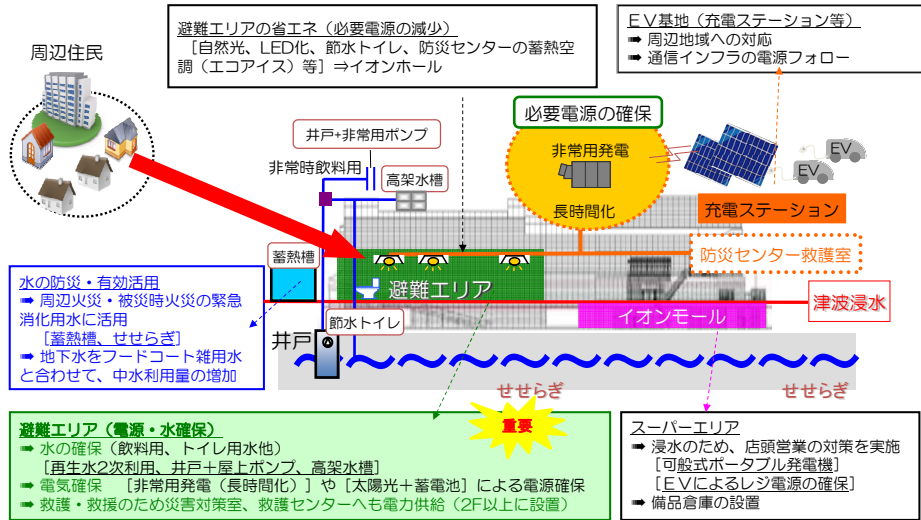 周辺住民
避難エリアの省エネ（必要電源の減少）
［自然光、LED化、節水トイレ、防災センターの蓄熱空
調（エコアイス）等］⇒イオンホール
ＥＶ基地（充電ステーション等）
➠ 周辺地域への対応
➠ 通信インフラの電源フォロー
必要電源の確保
井戸+非常用ポンプ
非常時飲料用
高架水槽
非常用発電
長時間化
EV
EV
充電ステーション
防災センター救護室
蓄熱槽
避難エリア
津波浸水
イオンモール
節水トイレ
井戸
せせらぎ
せせらぎ
水の防災・有効活用
➠ 周辺火災・被災時火災の緊急
消化用水に活用
［蓄熱槽、せせらぎ］
➠ 地下水をフードコート雑用水
と合わせて、中水利用量の増加
重要
避難エリア（電源・水確保）
➠ 水の確保（飲料用、トイレ用水他）
［再生水2次利用、井戸＋屋上ポンプ、高架水槽］
➠ 電気確保　［非常用発電（長時間化）］や［太陽光＋蓄電池］による電源確保
➠ 救護・救援のため災害対策室、救護センターへも電力供給（2F以上に設置）
スーパーエリア
➠ 浸水のため、店頭営業の対策を実施
［可般式ポータブル発電機］
［ＥＶによるレジ電源の確保］
➠ 備品倉庫の設置